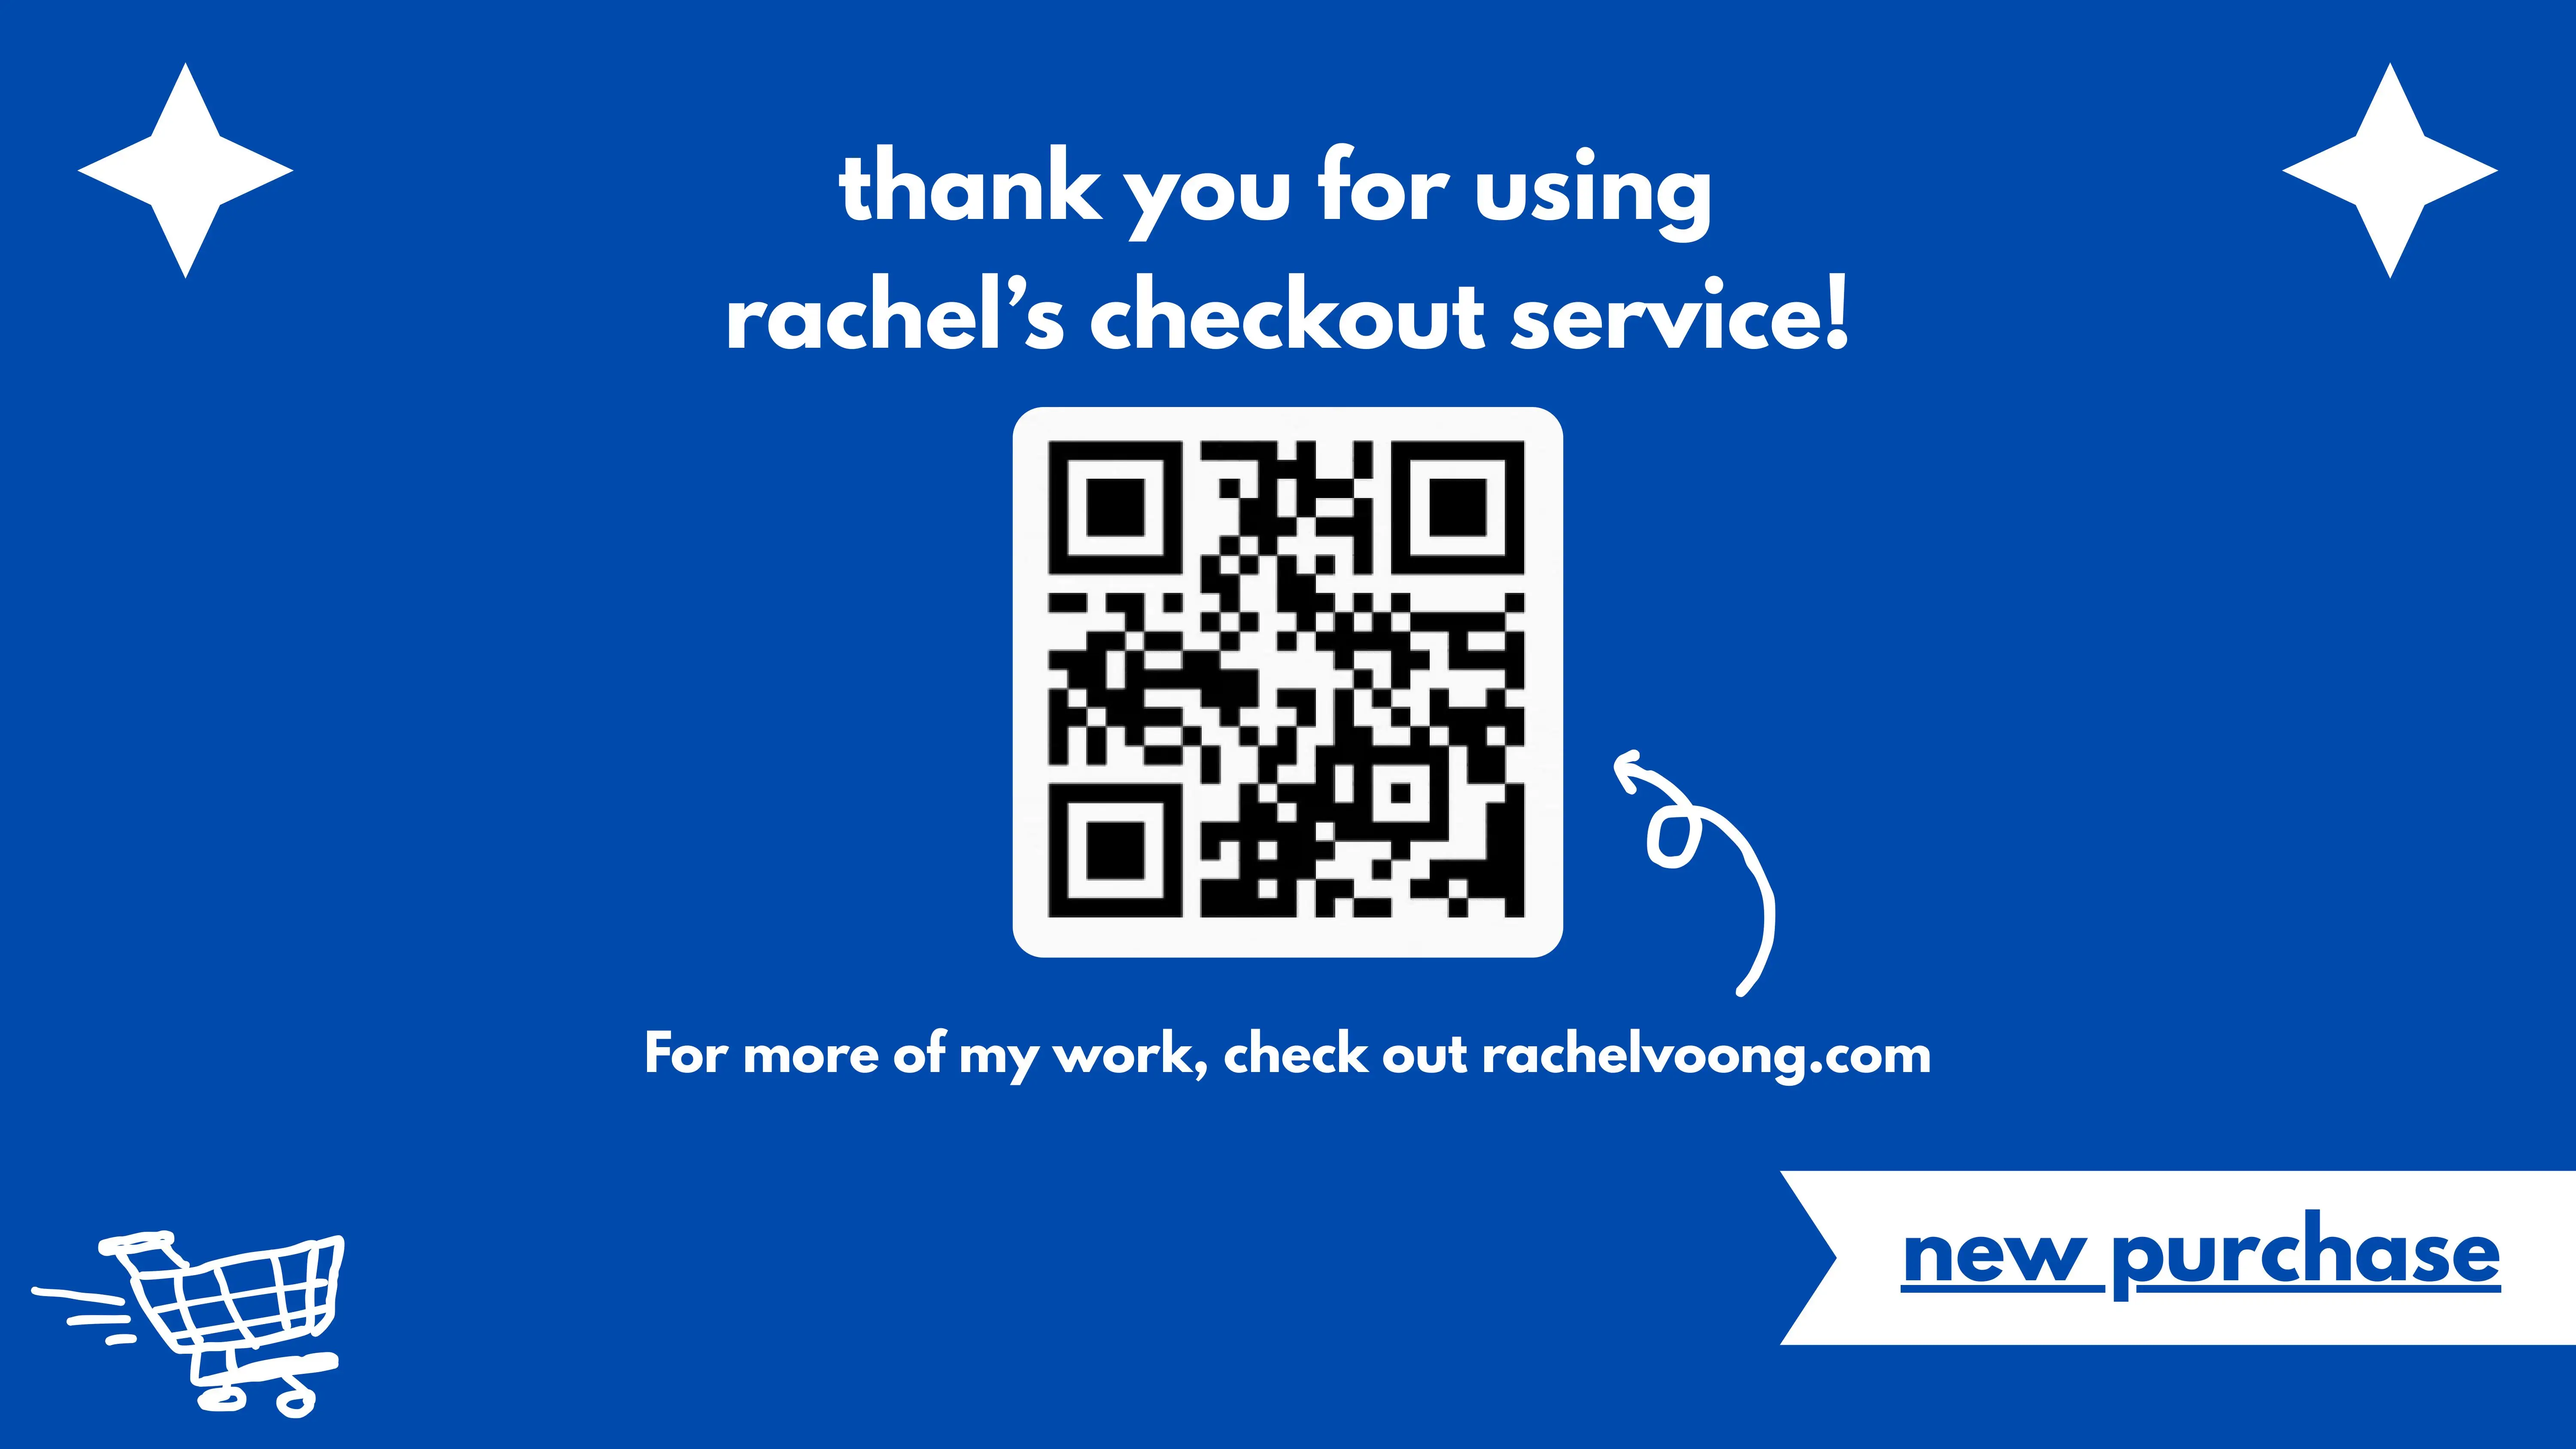 thank you for using
rachel’s checkout service!
For more of my work, check out rachelvoong.com
new purchase